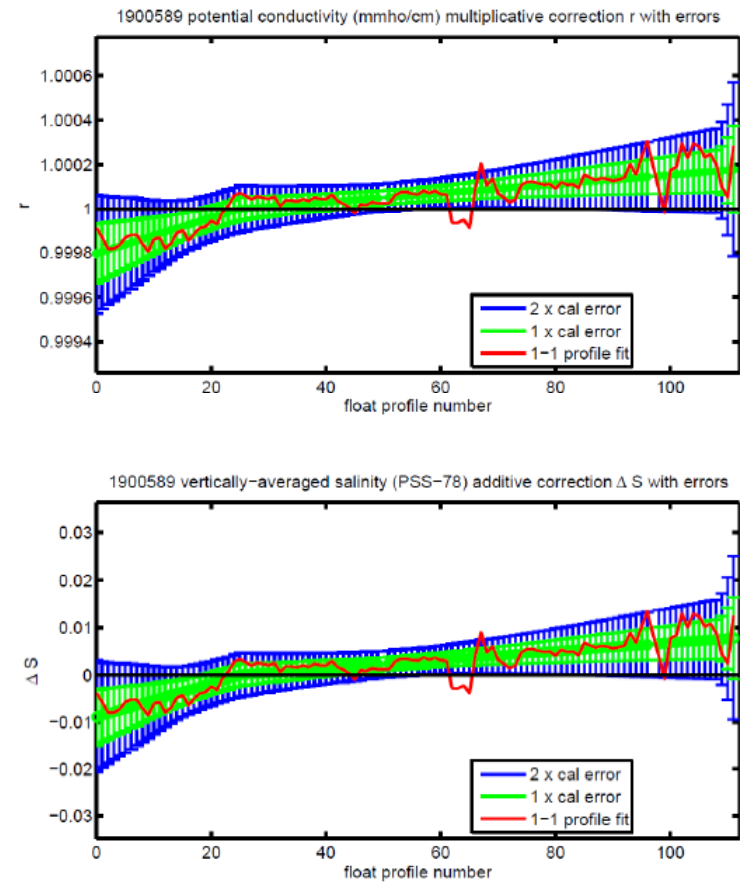 1900589 potential conductivity (mmho/cm) multiplicative correction r with errors
1.0006
1.0004
1.0002
1
0.9998
0.9996
0.9994
r
2 x cal error
1 x cal error
1−1 profile fit
0 20 40 60 80 100
float profile number
1900589 vertically−averaged salinity (PSS−78) additive correction Δ S with errors
0.03
0.02
0.01
0
−0.01
−0.02
−0.03
Δ S
2 x cal error
1 x cal error
1−1 profile fit
0 20 40 60 80 100
float profile number